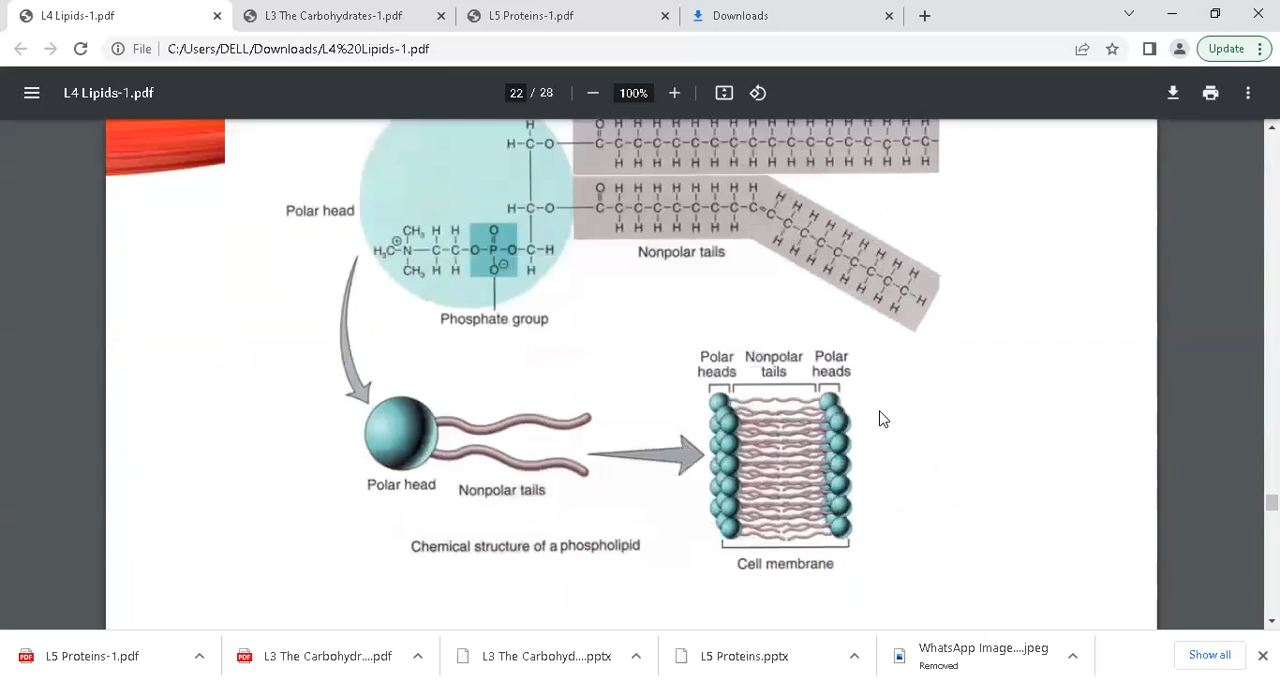 L4 Lipids-1.pdf
L3 The Carbohydrates-1.pdf
L5 Proteins-1.pdf
Downloads
File
C:/Users/DELL/Downloads/L4%20Lipids-1.pdf
Update
L4 Lipids-1.pdf
22 / 28
100%
Polar head
Nonpolar tails
Phosphate group
Polar heads
Nonpolar tails
Polar heads
Polar head
Nonpolar tails
Chemical structure of a phospholipid
Cell membrane
L5 Proteins-1.pdf
L3 The Carbohydr....pdf
L3 The Carbohyd....pptx
L5 Proteins.pptx
WhatsApp Image....jpeg
Removed
Show all